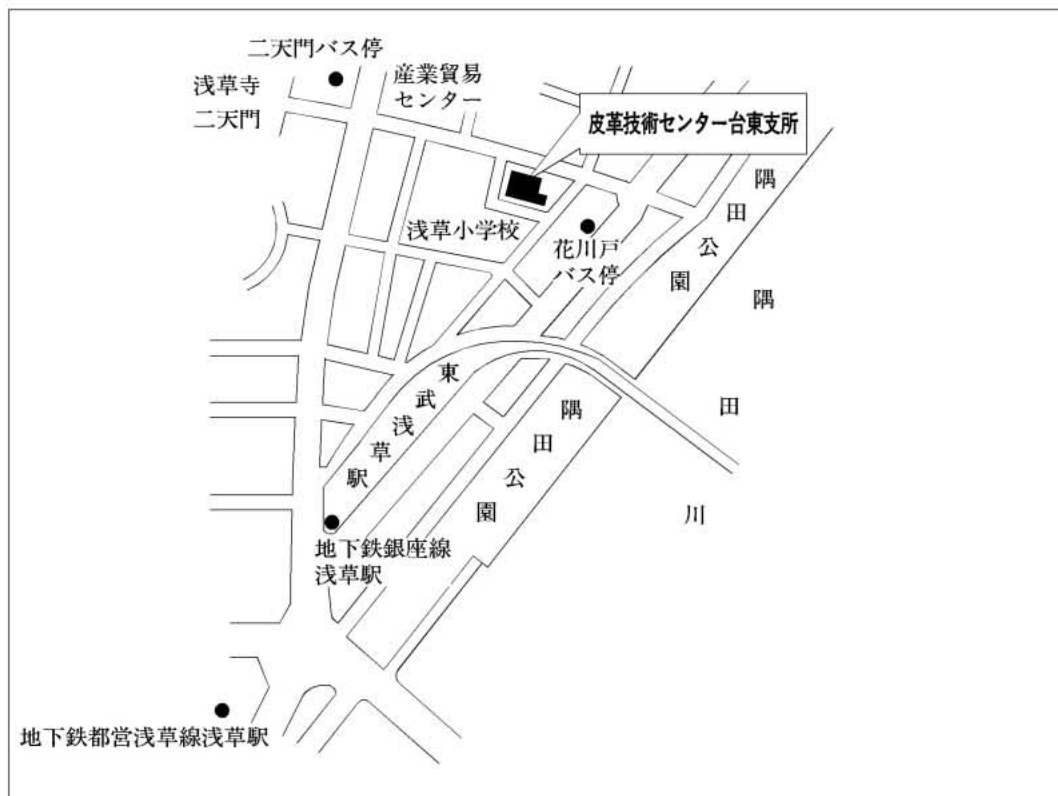 二天門バス停
浅草寺
二天門
産業貿易
センター
皮革技術センター台東支所
隅田公園
浅草小学校
花川戸
バス停
隅田川
東武浅草駅
隅田公園
地下鉄銀座線
浅草駅
地下鉄都営浅草線浅草駅